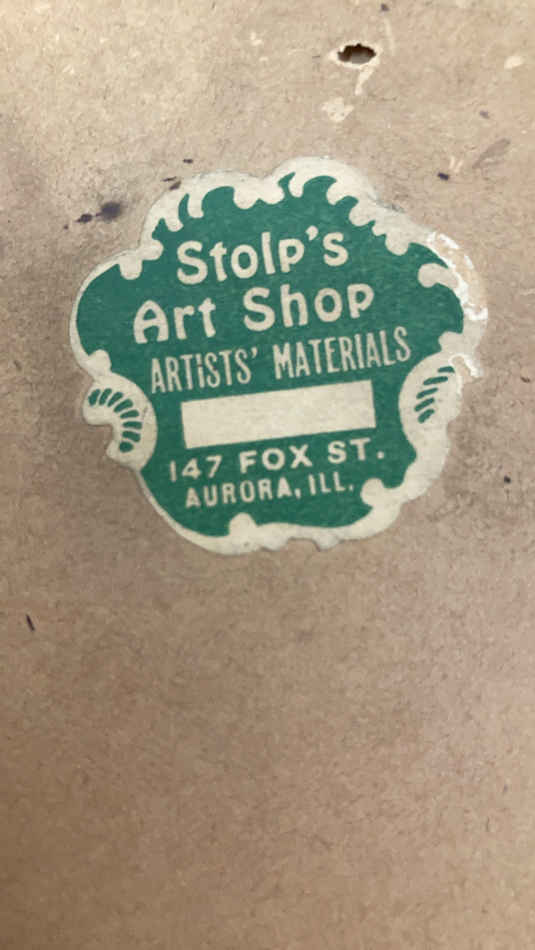 Stolp's
Art Shop
ARTISTS' MATERIALS
147 FOX ST.
AURORA, ILL.